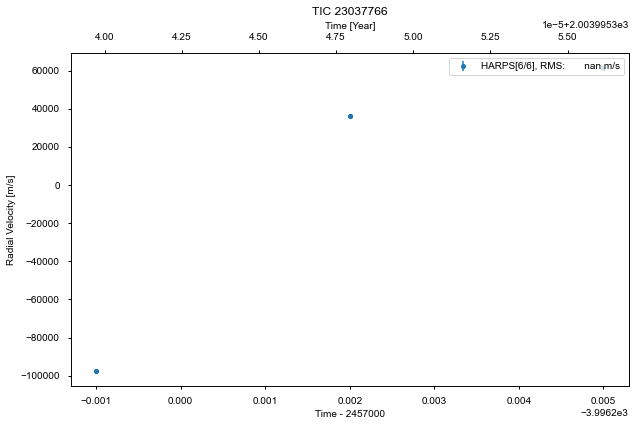 TIC 23037766
Time [Year]
1e−5+2.0039953e3
4.00 4.25 4.50 4.75 5.00 5.25 5.50
HARPS[6/6], RMS: nan m/s
60000
40000
20000
0
−20000
−40000
−60000
−80000
−100000
Radial Velocity [m/s]
−0.001 0.000 0.001 0.002 0.003 0.004 0.005
Time - 2457000
−3.9962e3